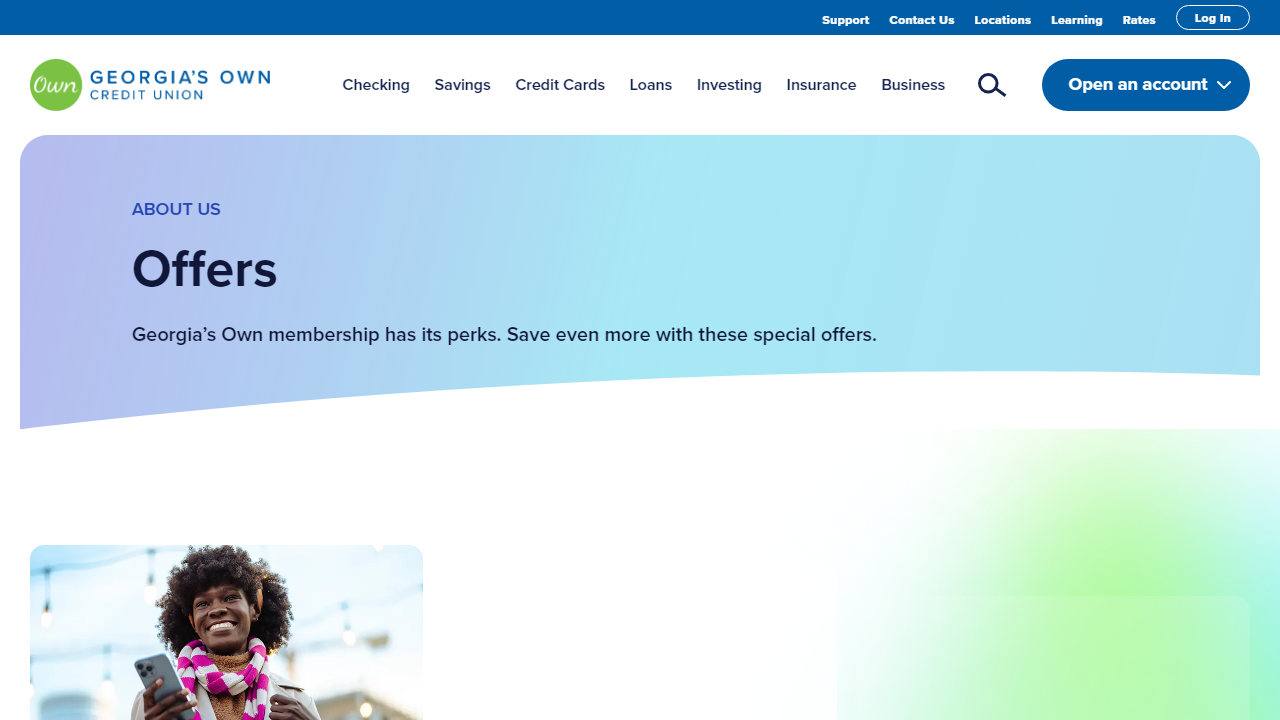 Support Contact Us Locations Learning Rates Log In
Own GEORGIA'S OWN
CREDIT UNION
Checking Savings Credit Cards Loans Investing Insurance Business Open an account
ABOUT US
Offers
Georgia’s Own membership has its perks. Save even more with these special offers.